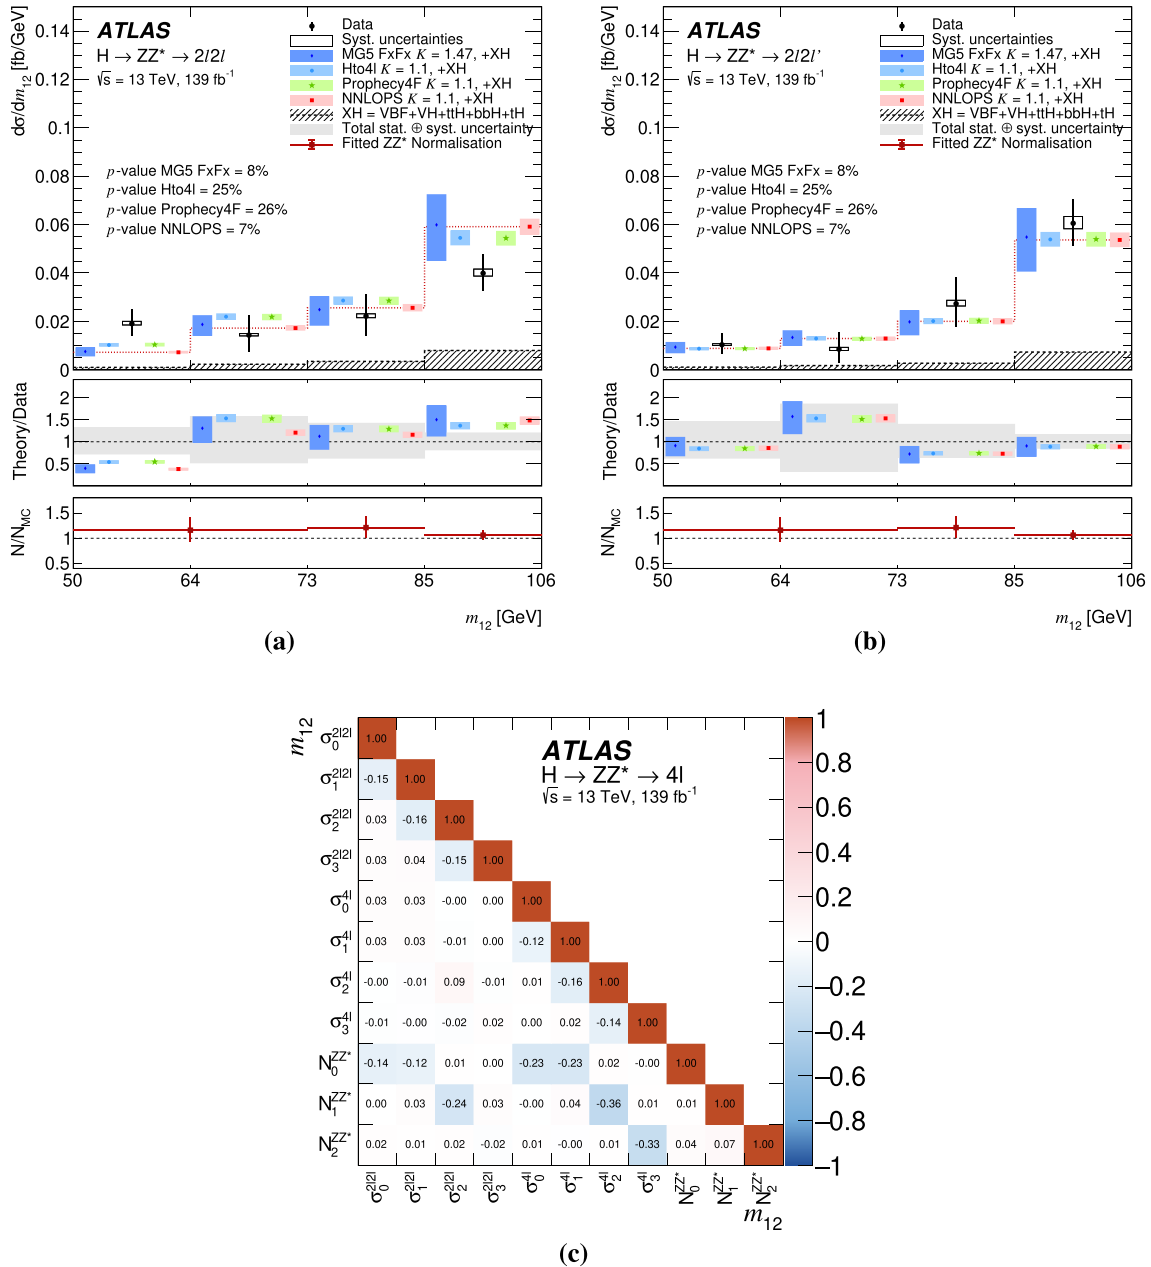 ATLAS
H → ZZ* → 2l2l
√s = 13 TeV, 139 fb⁻¹
Data
Syst. uncertainties
MG5 FxFx K = 1.47, +XH
Hto4l K = 1.1, +XH
Prophecy4F K = 1.1, +XH
NNLOPS K = 1.1, +XH
XH = VBF+VH+ttH+bbH+tH
Total stat. ⊕ syst. uncertainty
Fitted ZZ* Normalisation
p-value MG5 FxFx = 8%
p-value Hto4l = 25%
p-value Prophecy4F = 26%
p-value NNLOPS = 7%
dσ/dm₁₂ [fb/GeV]
0.14
0.12
0.1
0.08
0.06
0.04
0.02
0
Theory/Data
2
1.5
1
0.5
N/N_MC
1.5
1
0.5
50 64 73 85 106
m₁₂ [GeV]
(a)
ATLAS
H → ZZ* → 2l2l'
√s = 13 TeV, 139 fb⁻¹
Data
Syst. uncertainties
MG5 FxFx K = 1.47, +XH
Hto4l K = 1.1, +XH
Prophecy4F K = 1.1, +XH
NNLOPS K = 1.1, +XH
XH = VBF+VH+ttH+bbH+tH
Total stat. ⊕ syst. uncertainty
Fitted ZZ* Normalisation
p-value MG5 FxFx = 8%
p-value Hto4l = 25%
p-value Prophecy4F = 26%
p-value NNLOPS = 7%
dσ/dm₁₂ [fb/GeV]
0.14
0.12
0.1
0.08
0.06
0.04
0.02
0
Theory/Data
2
1.5
1
0.5
N/N_MC
1.5
1
0.5
50 64 73 85 106
m₁₂ [GeV]
(b)
m₁₂
ATLAS
H → ZZ* → 4l
√s = 13 TeV, 139 fb⁻¹
σ₀^2l2l 1.00
σ₁^2l2l -0.15 1.00
σ₂^2l2l 0.03 -0.16 1.00
σ₃^2l2l 0.03 0.04 -0.15 1.00
σ₀^4l 0.03 0.03 -0.00 0.00 1.00
σ₁^4l 0.03 0.03 -0.01 0.00 -0.12 1.00
σ₂^4l -0.00 -0.01 0.09 -0.01 0.01 -0.16 1.00
σ₃^4l -0.01 -0.00 -0.02 0.02 0.00 0.02 -0.14 1.00
N₀^ZZ* -0.14 -0.12 0.01 0.00 -0.23 -0.23 0.02 -0.00 1.00
N₁^ZZ* 0.00 0.03 -0.24 0.03 -0.00 0.04 -0.36 0.01 0.01 1.00
N₂^ZZ* 0.02 0.01 0.02 -0.02 0.01 -0.00 0.01 -0.33 0.04 0.07 1.00
σ₀^2l2l σ₁^2l2l σ₂^2l2l σ₃^2l2l σ₀^4l σ₁^4l σ₂^4l σ₃^4l N₀^ZZ* N₁^ZZ* N₂^ZZ*
m₁₂
1
0.8
0.6
0.4
0.2
0
−0.2
−0.4
−0.6
−0.8
−1
(c)